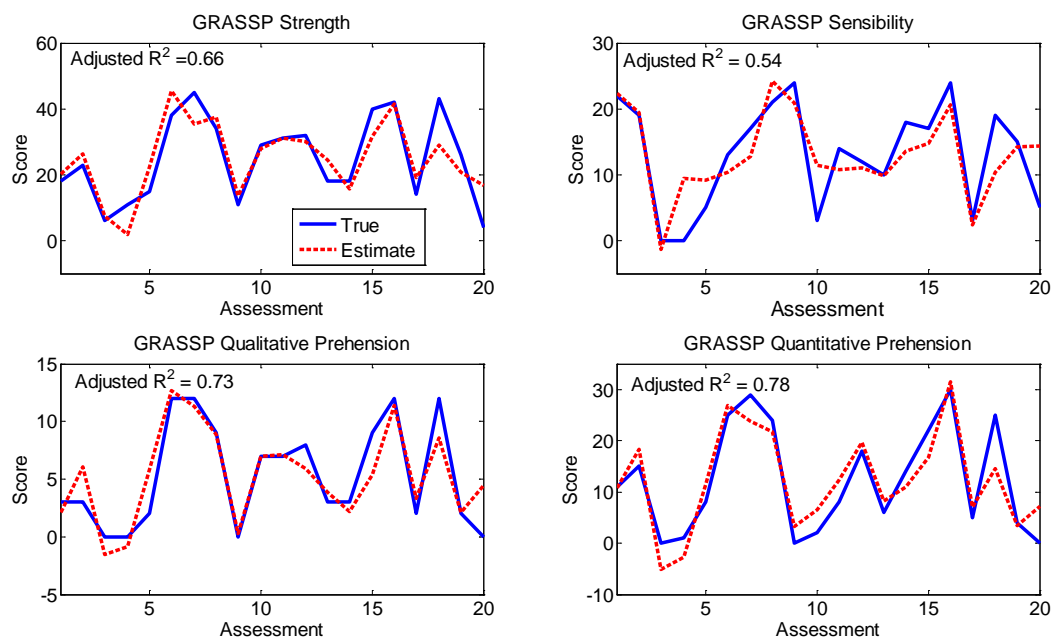 GRASSP Strength
Adjusted R² =0.66
60
40
20
0
Score
True
Estimate
5
10
15
20
Assessment
GRASSP Sensibility
Adjusted R² = 0.54
30
20
10
0
Score
5
10
15
20
Assessment
GRASSP Qualitative Prehension
Adjusted R² = 0.73
15
10
5
0
-5
Score
5
10
15
20
Assessment
GRASSP Quantitative Prehension
Adjusted R² = 0.78
30
20
10
0
-10
Score
5
10
15
20
Assessment